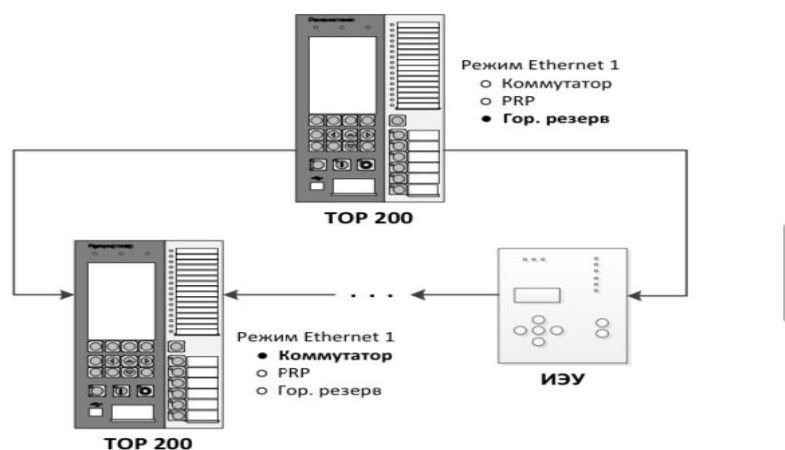 Режим Ethernet 1
Коммутатор
PRP
Гор. резерв
ТОР 200
Режим Ethernet 1
Коммутатор
PRP
Гор. резерв
ИЭУ
ТОР 200